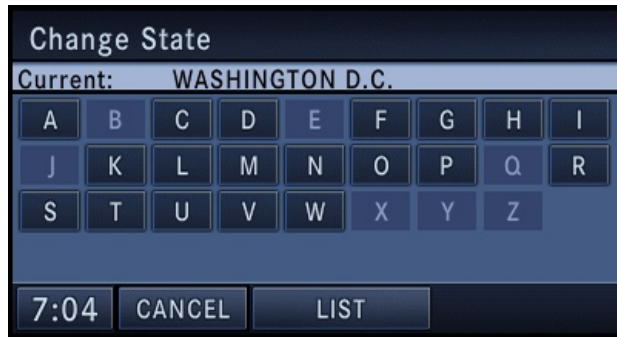 Change State
Current: WASHINGTON D.C.
A B C D E F G H I
J K L M N O P Q R
S T U V W X Y Z
7:04 CANCEL LIST